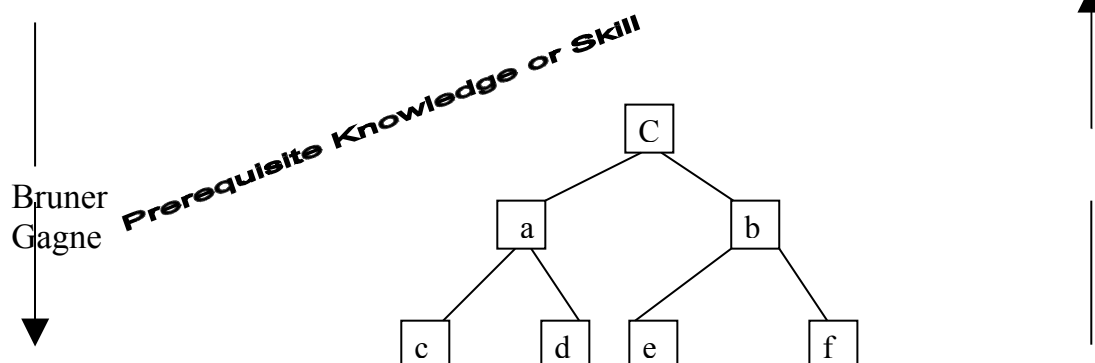 Prerequisite Knowledge or Skill
C
Bruner
Gagne
a b
c d e f